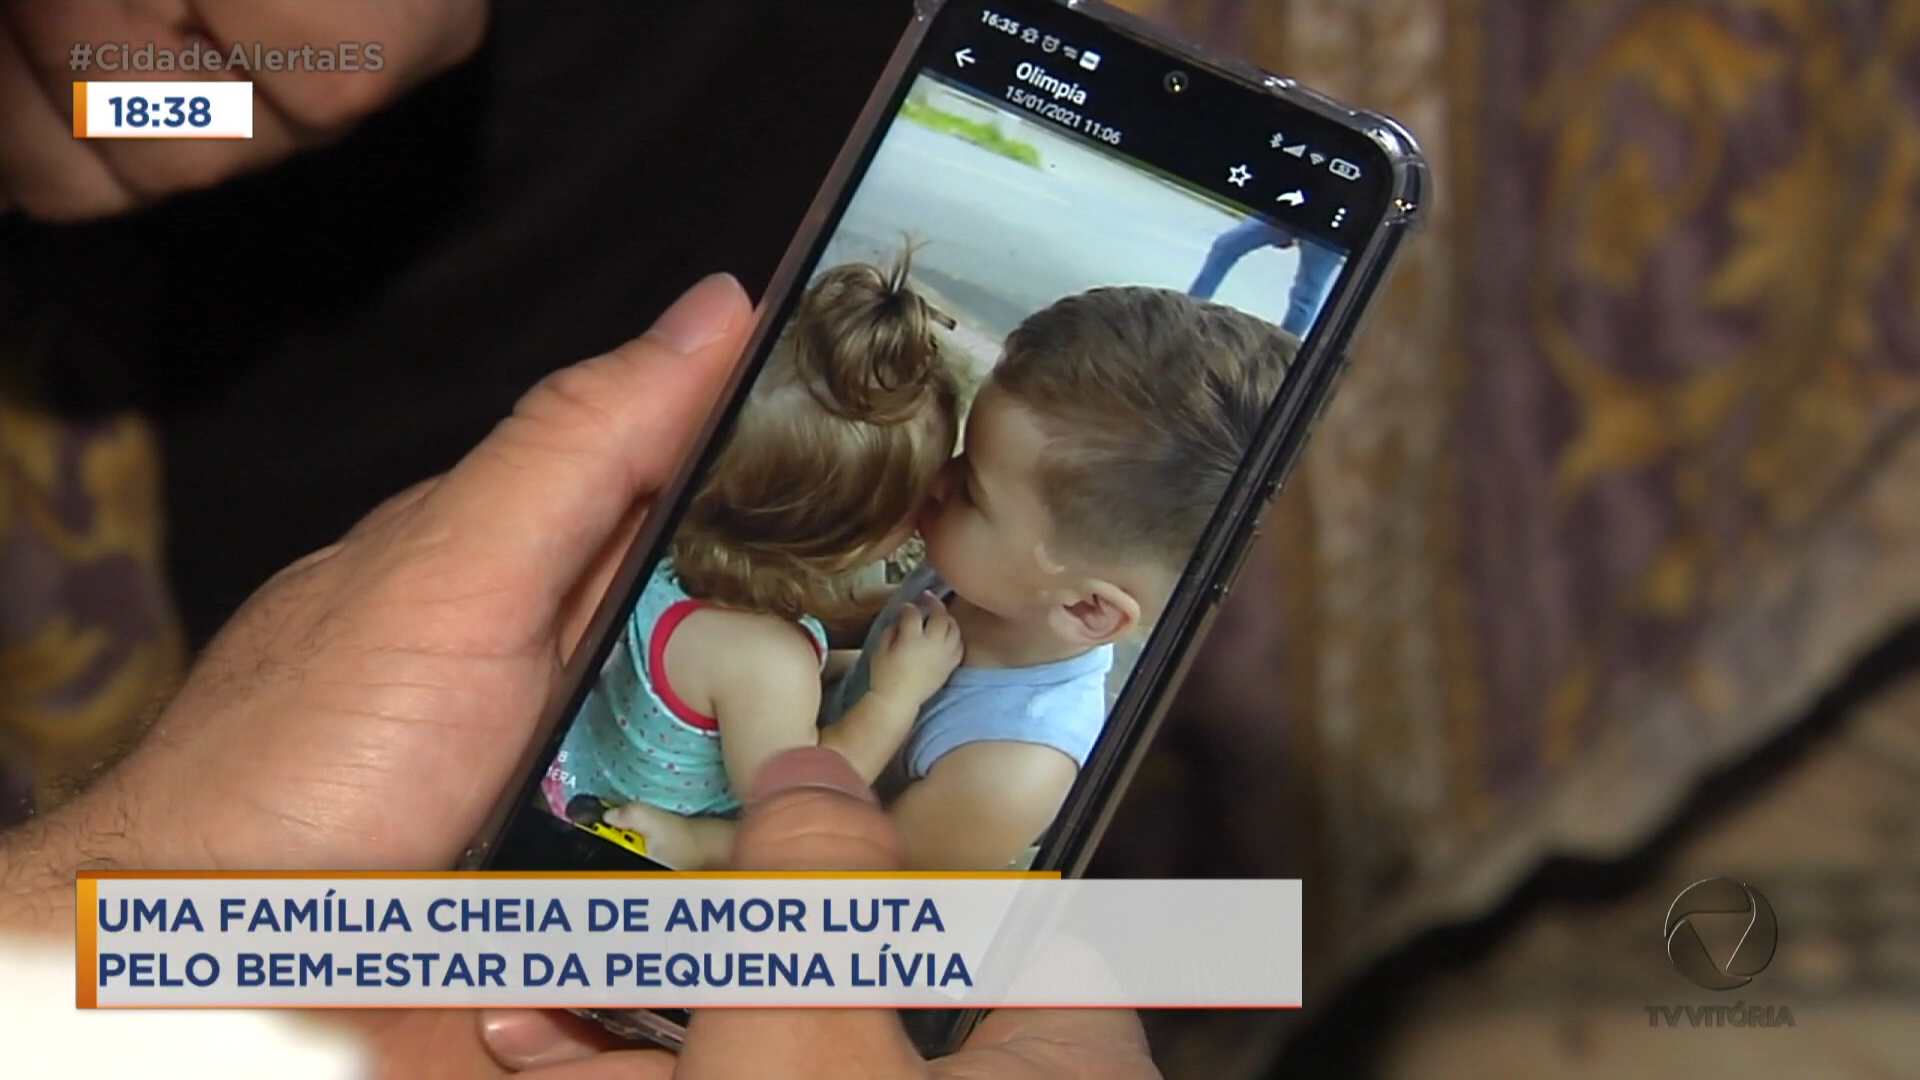 #CidadeAlertaES
18:38
16:35
Olimpia
15/01/2021 11:06
53
UMA FAMÍLIA CHEIA DE AMOR LUTA
PELO BEM-ESTAR DA PEQUENA LÍVIA
TV VITÓRIA